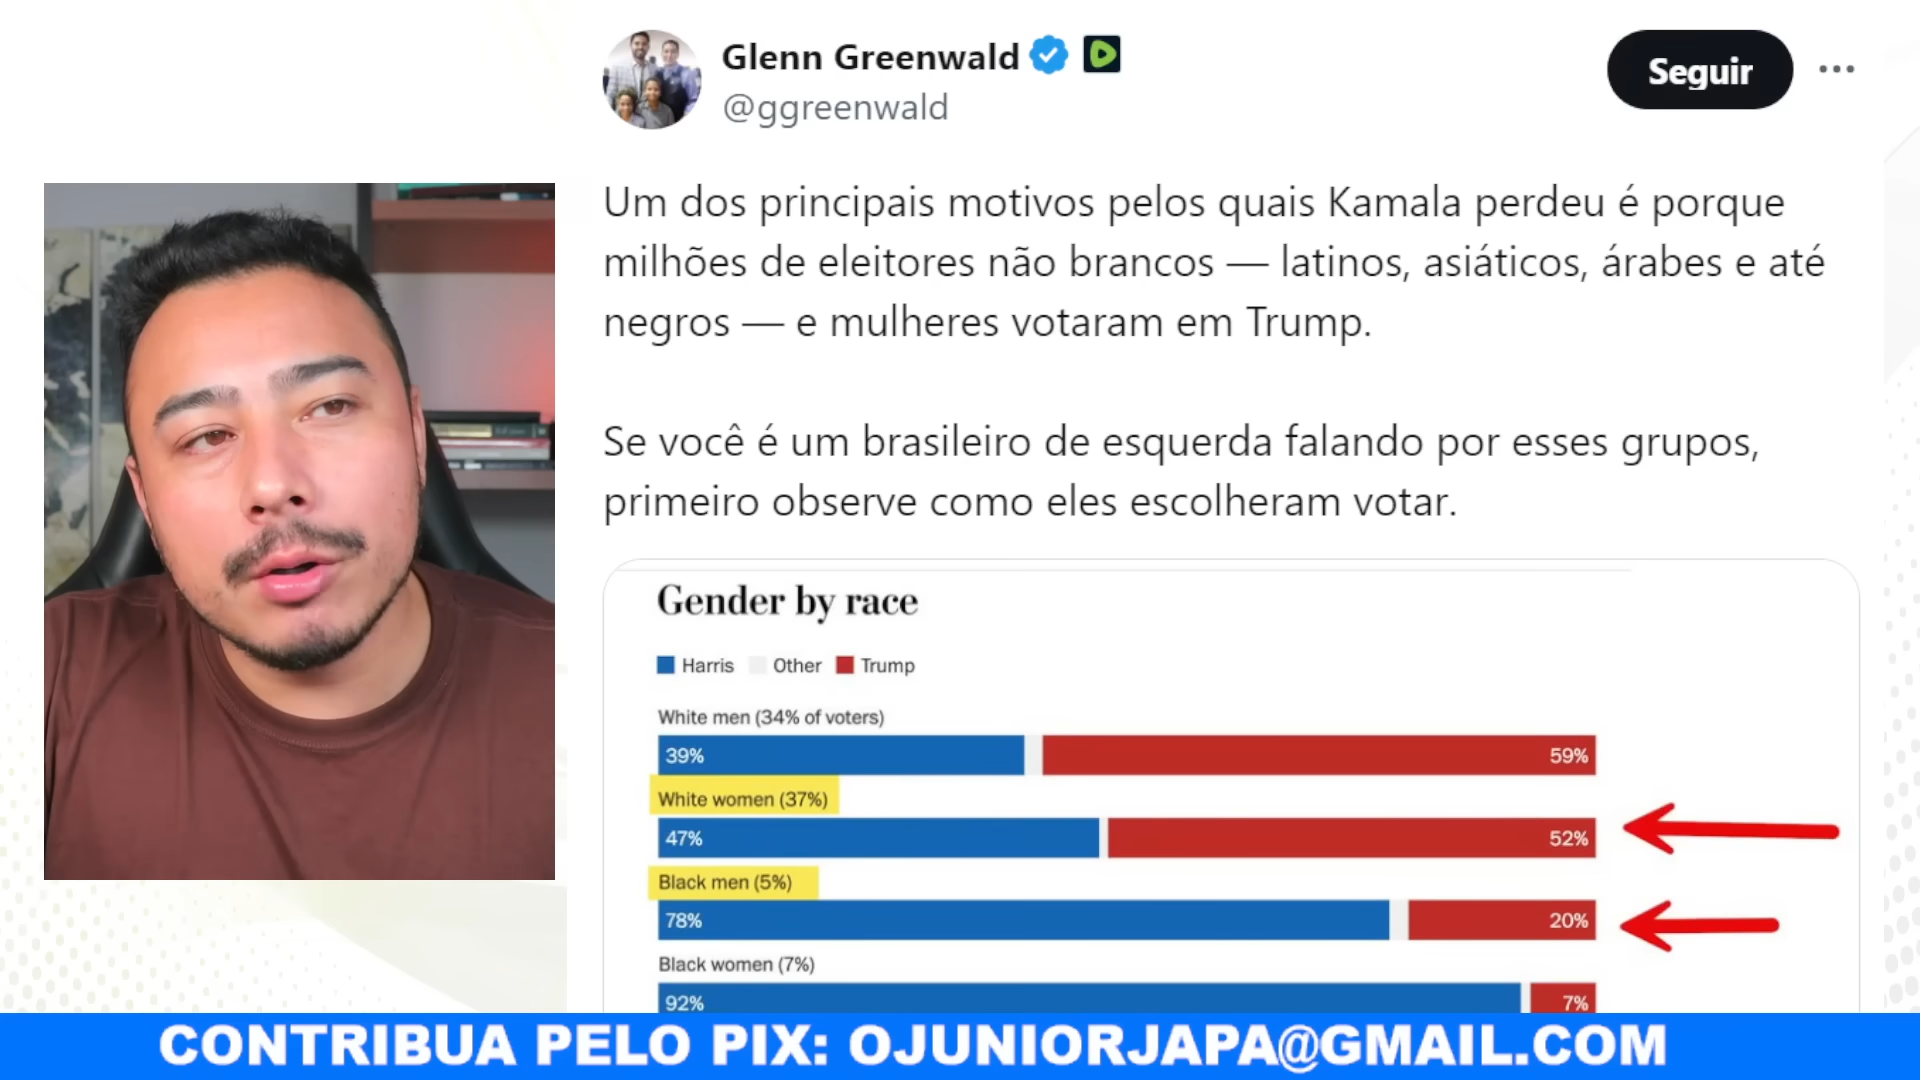 Glenn Greenwald
@ggreenwald
Seguir
Um dos principais motivos pelos quais Kamala perdeu é porque
milhões de eleitores não brancos — latinos, asiáticos, árabes e até
negros — e mulheres votaram em Trump.
Se você é um brasileiro de esquerda falando por esses grupos,
primeiro observe como eles escolheram votar.
Gender by race
Harris Other Trump
White men (34% of voters)
39% 59%
White women (37%)
47% 52%
Black men (5%)
78% 20%
Black women (7%)
92% 7%
CONTRIBUA PELO PIX: OJUNIORJAPA@GMAIL.COM